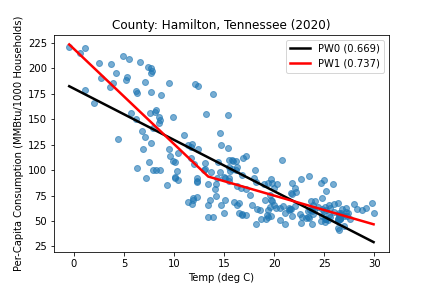 County: Hamilton, Tennessee (2020)
Per-Capita Consumption (MMBtu/1000 Households)
225
200
175
150
125
100
75
50
25
PW0 (0.669)
PW1 (0.737)
0 5 10 15 20 25 30
Temp (deg C)